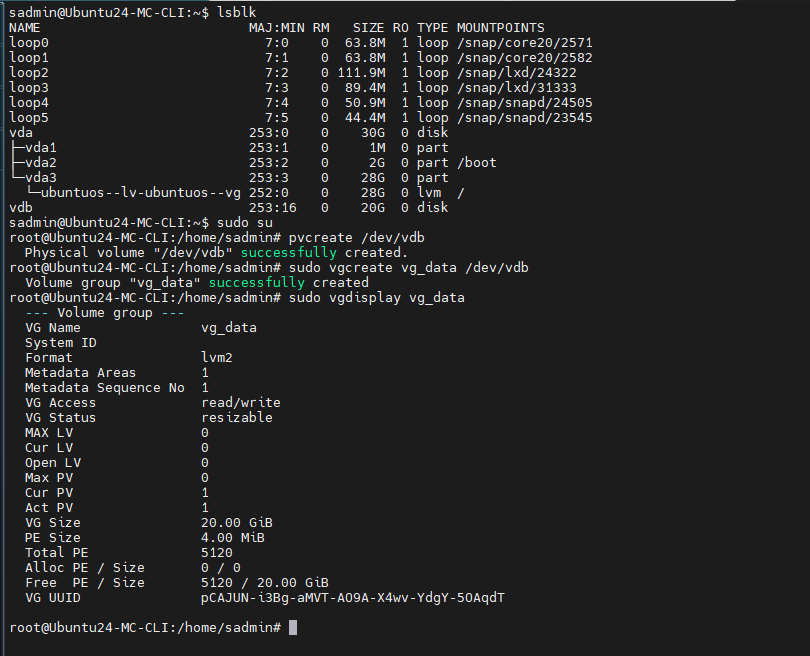 sadmin@Ubuntu24-MC-CLI:~$ lsblk
NAME                          MAJ:MIN RM   SIZE RO TYPE MOUNTPOINTS
loop0                           7:0    0  63.8M  1 loop /snap/core20/2571
loop1                           7:1    0  63.8M  1 loop /snap/core20/2582
loop2                           7:2    0 111.9M  1 loop /snap/lxd/24322
loop3                           7:3    0  89.4M  1 loop /snap/lxd/31333
loop4                           7:4    0  50.9M  1 loop /snap/snapd/24505
loop5                           7:5    0  44.4M  1 loop /snap/snapd/23545
vda                           253:0    0    30G  0 disk
├─vda1                        253:1    0     1M  0 part
├─vda2                        253:2    0     2G  0 part /boot
└─vda3                        253:3    0    28G  0 part
  └─ubuntuos--lv-ubuntuos--vg 252:0    0    28G  0 lvm  /
vdb                           253:16   0    20G  0 disk
sadmin@Ubuntu24-MC-CLI:~$ sudo su
root@Ubuntu24-MC-CLI:/home/sadmin# pvcreate /dev/vdb
  Physical volume "/dev/vdb" successfully created.
root@Ubuntu24-MC-CLI:/home/sadmin# sudo vgcreate vg_data /dev/vdb
  Volume group "vg_data" successfully created
root@Ubuntu24-MC-CLI:/home/sadmin# sudo vgdisplay vg_data
  --- Volume group ---
  VG Name               vg_data
  System ID
  Format                lvm2
  Metadata Areas        1
  Metadata Sequence No  1
  VG Access             read/write
  VG Status             resizable
  MAX LV                0
  Cur LV                0
  Open LV               0
  Max PV                0
  Cur PV                1
  Act PV                1
  VG Size               20.00 GiB
  PE Size               4.00 MiB
  Total PE              5120
  Alloc PE / Size       0 / 0
  Free  PE / Size       5120 / 20.00 GiB
  VG UUID               pCAJUN-i3Bg-aMVT-AO9A-X4wv-YdgY-5OAqdT
root@Ubuntu24-MC-CLI:/home/sadmin#